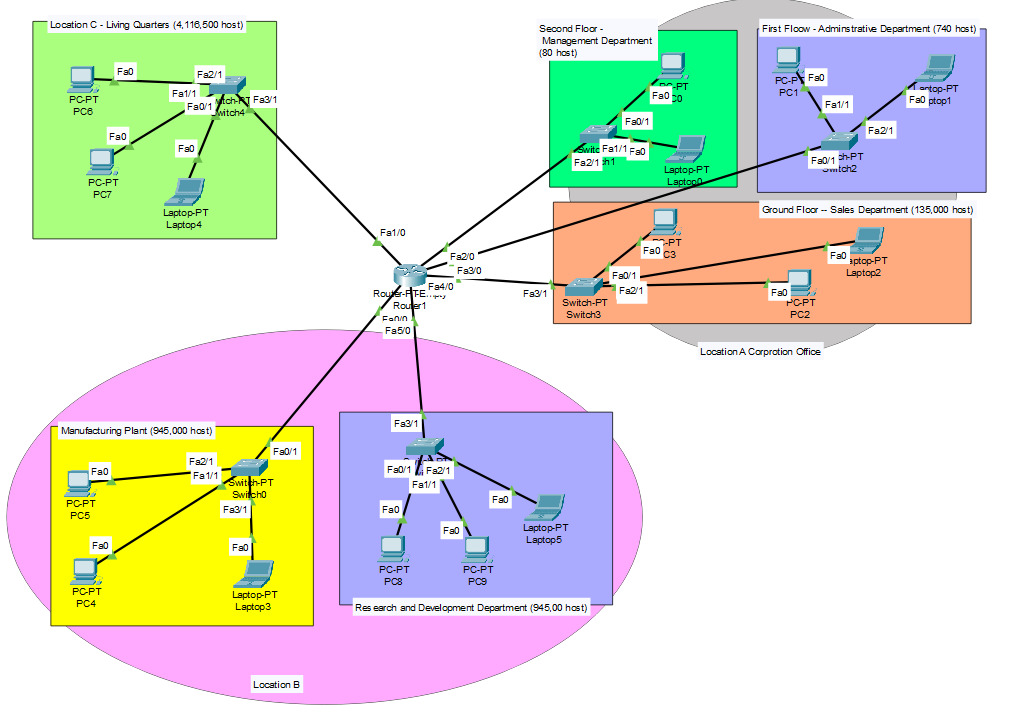 Location C - Living Quarters (4,116,500 host)
Fa0
Fa2/1
PC-PT
PC6
Fa1/1
Fa0/1
Switch4
Fa3/1
Fa0
PC-PT
PC7
Fa0
Laptop-PT
Laptop4
Second Floor -
Management Department
(80 host)
Fa0
Fa0/1
Fa1/1
Fa0
Fa2/1
Laptop-PT
Laptop0
First Floow - Adminstrative Department (740 host)
Fa0
PC1
Fa1/1
Fa0
Fa2/1
Fa0/1
Switch2
Ground Floor -- Sales Department (135,000 host)
Fa0
Fa0/1
Fa2/1
Fa3/1
Switch-PT
Switch3
Fa0
Laptop2
Fa0
PC-PT
PC2
Location A Corprotion Office
Fa1/0
Fa2/0
Fa3/0
Fa4/0
Router-PT-Empty
Router1
Fa0/0
Fa5/0
Manufacturing Plant (945,000 host)
Fa0/1
Fa2/1
Fa1/1
Switch-PT
Switch0
Fa3/1
Fa0
PC-PT
PC5
Fa0
PC-PT
PC4
Fa0
Laptop-PT
Laptop3
Fa3/1
Fa0/1
Fa2/1
Fa1/1
Fa0
PC-PT
PC8
Fa0
PC-PT
PC9
Fa0
Laptop-PT
Laptop5
Research and Development Department (945,00 host)
Location B